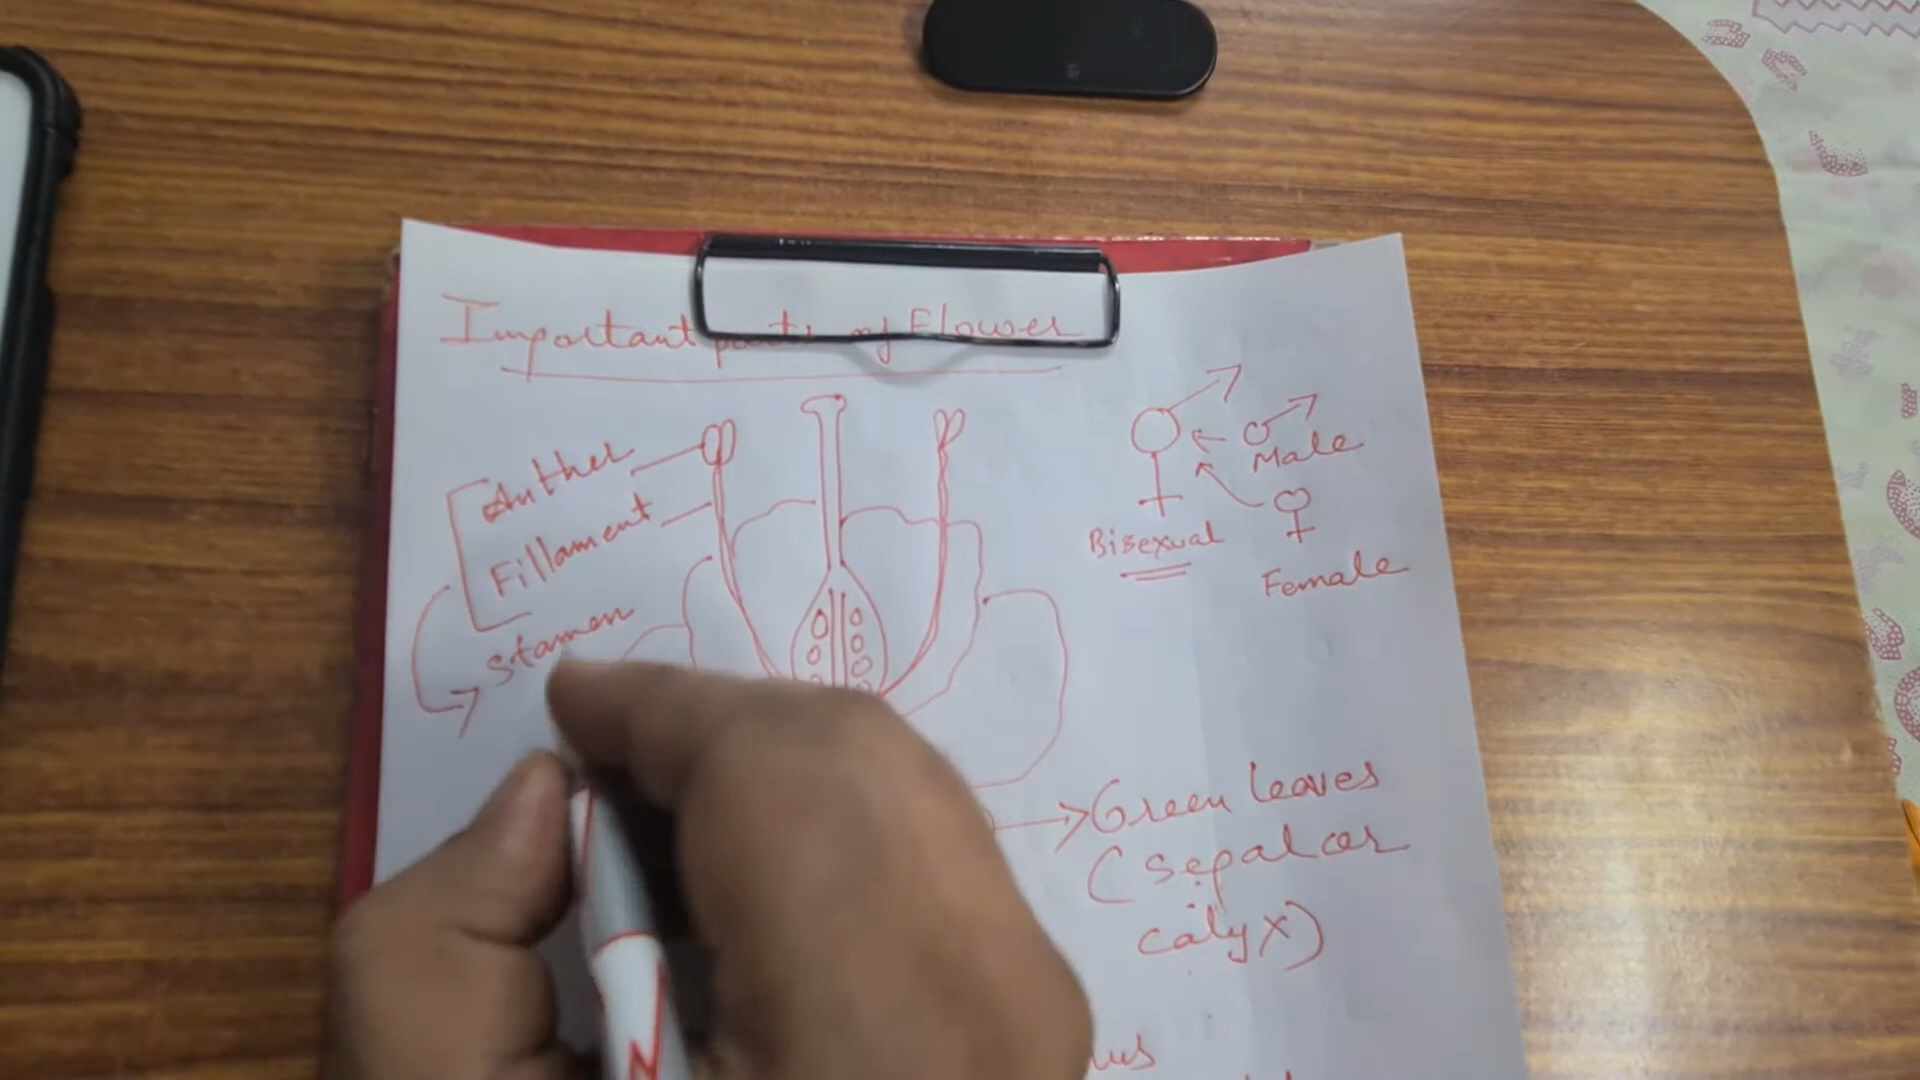 Important parts of Flower
Anther
Fillament
Stamen
Male
Bisexual
Female
Green leaves
(Sepal or
calyx)